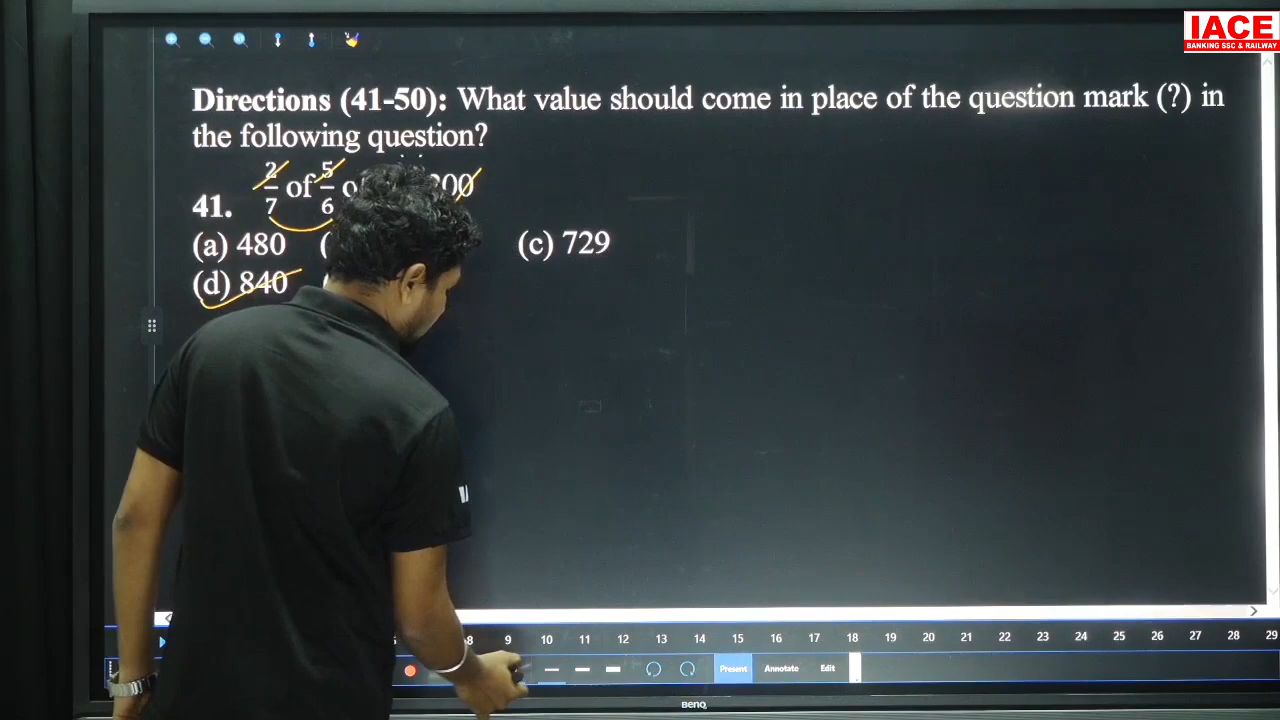 IACE
BANKING SSC & RAILWAY
Directions (41-50): What value should come in place of the question mark (?) in
the following question?
41. 2/7 of 5/6 of 00
(a) 480 ( (c) 729
(d) 840
8 9 10 11 12 13 14 15 16 17 18 19 20 21 22 23 24 25 26 27 28 29
Present Annotate Edit
BenQ